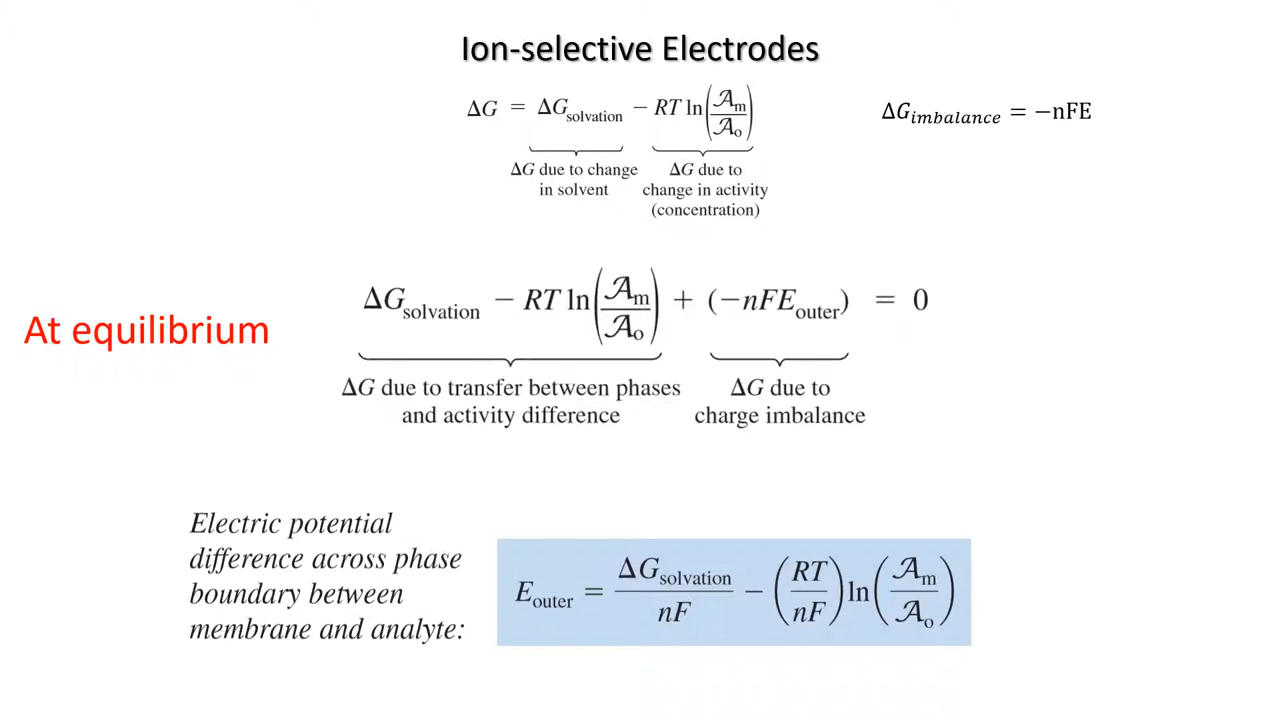 Ion-selective Electrodes
ΔG = ΔG_solvation − RT ln(𝒜_m/𝒜_o)
ΔG_imbalance = −nFE
ΔG due to change
in solvent
ΔG due to
change in activity
(concentration)
At equilibrium
ΔG_solvation − RT ln(𝒜_m/𝒜_o) + (−nFE_outer) = 0
ΔG due to transfer between phases
and activity difference
ΔG due to
charge imbalance
Electric potential
difference across phase
boundary between
membrane and analyte:
E_outer = ΔG_solvation/nF − (RT/nF) ln(𝒜_m/𝒜_o)